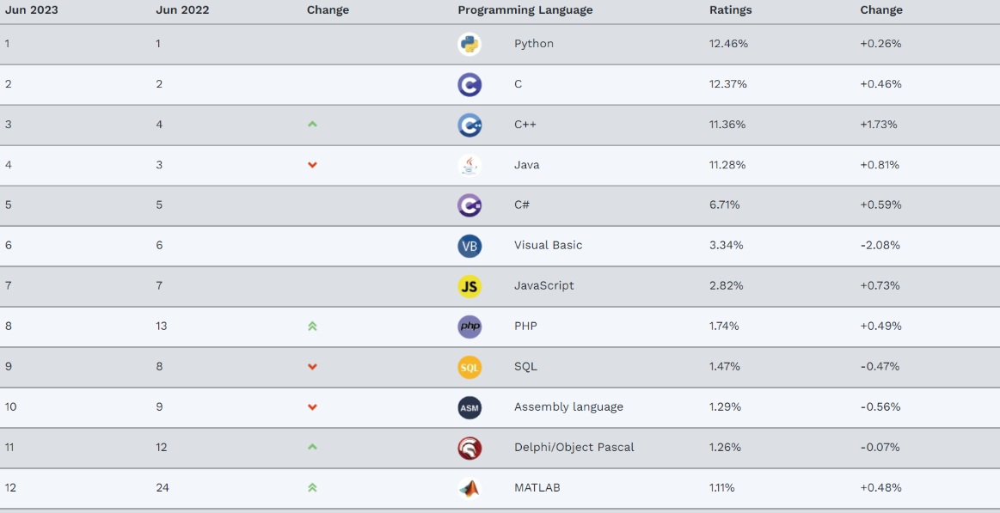 Jun 2023 Jun 2022 Change Programming Language Ratings Change
1 1 Python 12.46% +0.26%
2 2 C C 12.37% +0.46%
3 4 C++ C++ 11.36% +1.73%
4 3 Java 11.28% +0.81%
5 5 C C# 6.71% +0.59%
6 6 VB Visual Basic 3.34% -2.08%
7 7 JS JavaScript 2.82% +0.73%
8 13 php PHP 1.74% +0.49%
9 8 SQL SQL 1.47% -0.47%
10 9 ASM Assembly language 1.29% -0.56%
11 12 Delphi/Object Pascal 1.26% -0.07%
12 24 MATLAB 1.11% +0.48%